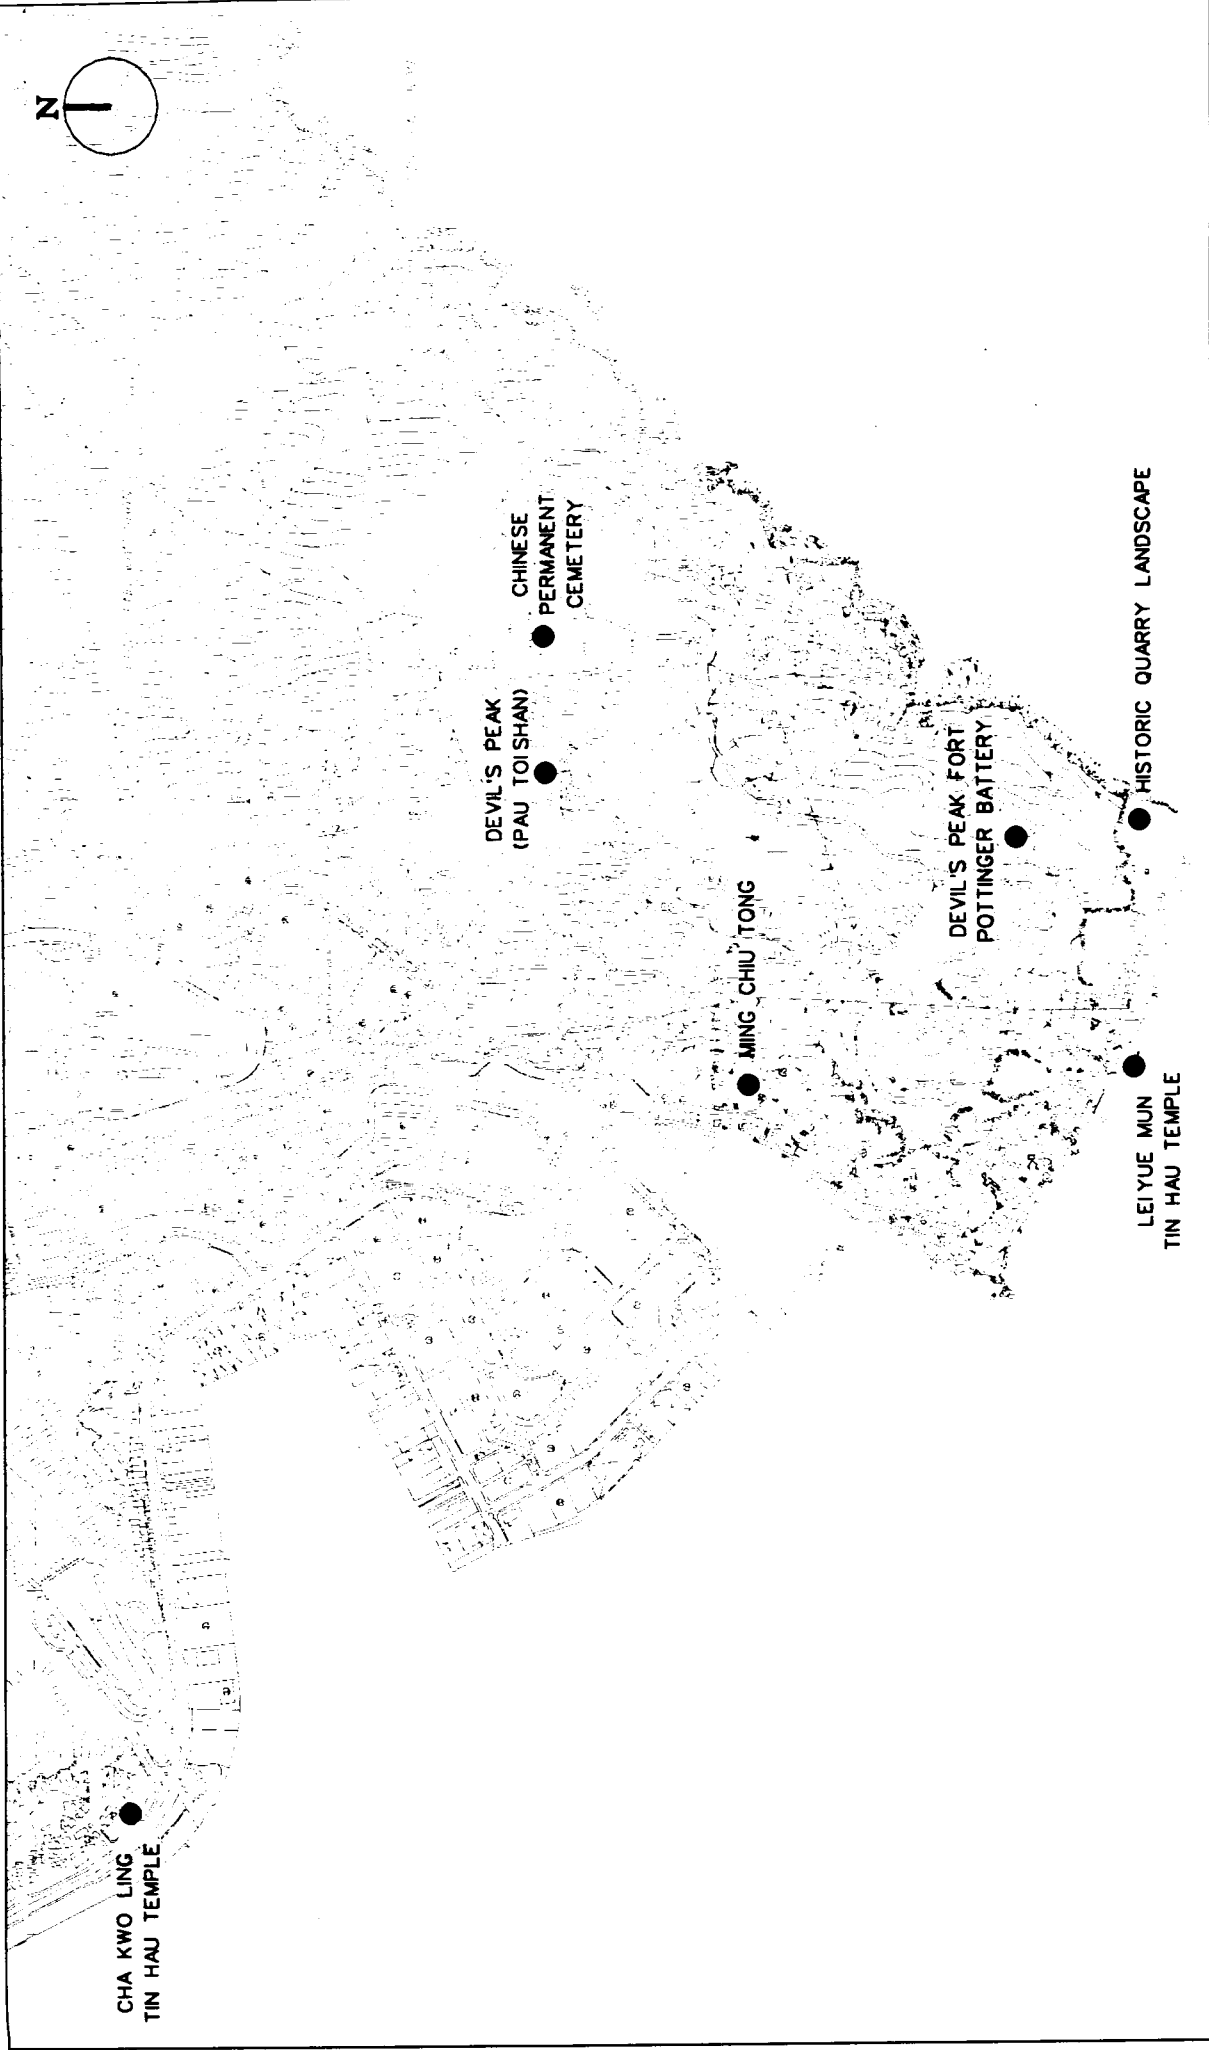 N
CHA KWO LING
TIN HAU TEMPLE
DEVIL'S PEAK
(PAU TOI SHAN)
CHINESE
PERMANENT
CEMETERY
MING CHIU TONG
DEVIL'S PEAK FORT
POTTINGER BATTERY
LEI YUE MUN
TIN HAU TEMPLE
HISTORIC QUARRY LANDSCAPE